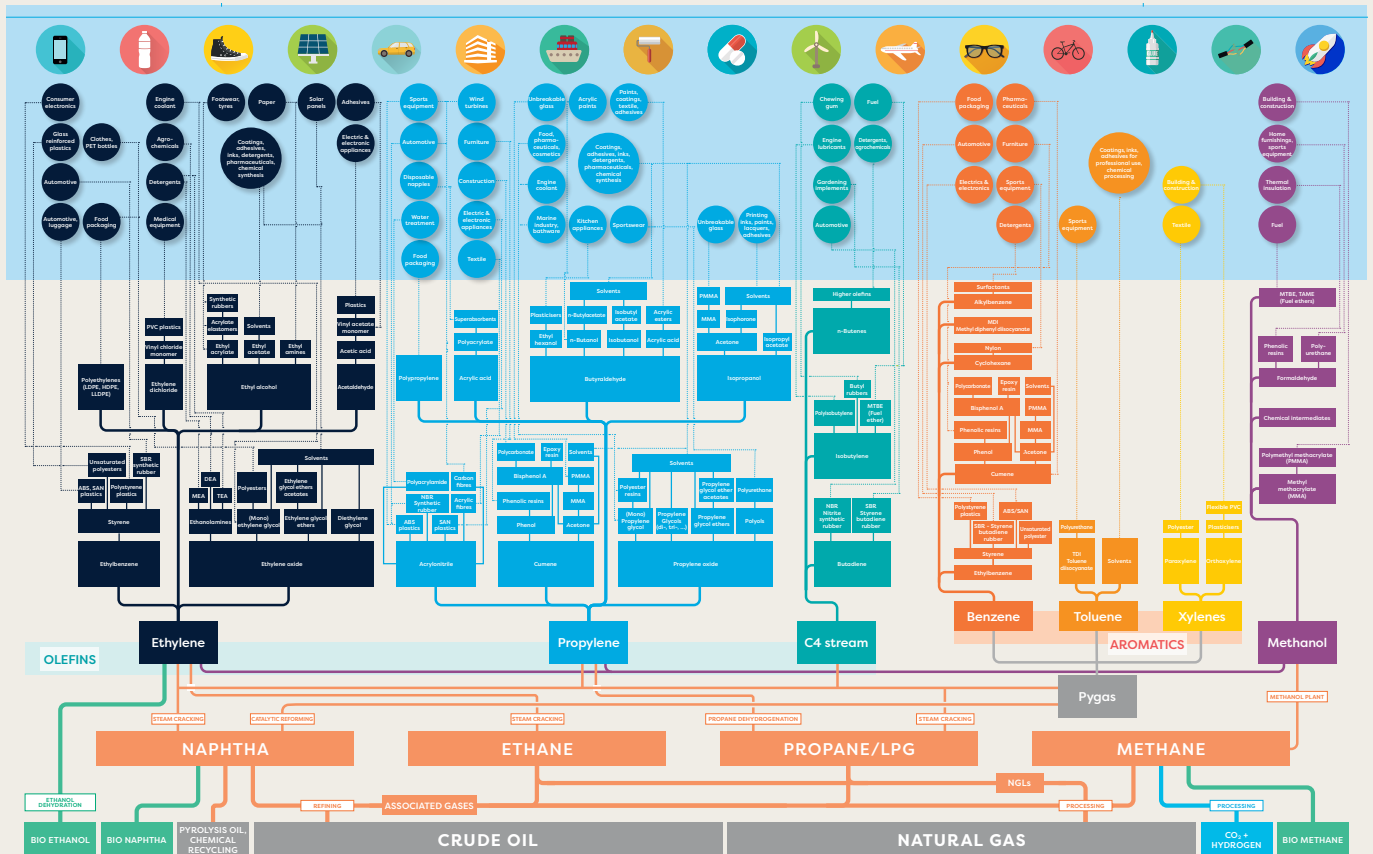 Consumer
electronics
Engine
coolant
Footwear,
tyres
Paper
Solar
panels
Adhesives
Sports
equipment
Wind
turbines
Unbreakable
glass
Acrylic
paints
Paints,
coatings,
textile,
adhesives
Chewing
gum
Fuel
Food
packaging
Pharma-
ceuticals
Building &
construction
Glass
reinforced
plastics
Clothes,
PET bottles
Agro-
chemicals
Coatings,
adhesives,
inks, detergents,
pharmaceuticals,
chemical
synthesis
Electric &
electronic
appliances
Automotive
Furniture
Food,
pharma-
ceuticals,
cosmetics
Coatings,
adhesives,
inks,
detergents,
pharmaceuticals,
chemical
synthesis
Engine
lubricants
Detergents,
agrochemicals
Automotive
Furniture
Coatings, inks,
adhesives for
professional use,
chemical
processing
Home
furnishings,
sports
equipment
Automotive
Detergents
Disposable
nappies
Construction
Engine
coolant
Gardening
implements
Electrics &
electronics
Sports
equipment
Building &
construction
Thermal
insulation
Automotive,
luggage
Food
packaging
Medical
equipment
Water
treatment
Electric &
electronic
appliances
Marine
industry,
bathware
Kitchen
appliances
Sportswear
Unbreakable
glass
Printing
inks, paints,
lacquers,
adhesives
Automotive
Detergents
Sports
equipment
Textile
Fuel
Food
packaging
Textile
Synthetic
rubbers
Acrylate
elastomers
Ethyl
acrylate
Solvents
Ethyl
acetate
Ethyl
amines
Plastics
Vinyl acetate
monomer
Acetic acid
PVC plastics
Vinyl chloride
monomer
Polyethylenes
(LDPE, HDPE,
LLDPE)
Ethylene
dichloride
Ethyl alcohol
Acetaldehyde
Superabsorbents
Polyacrylate
Polypropylene
Acrylic acid
Solvents
Plasticisers
n-Butylacetate
Isobutyl
acetate
Acrylic
esters
Ethyl
hexanol
n-Butanol
Isobutanol
Acrylic acid
Butyraldehyde
PMMA
Solvents
MMA
Isophorone
Acetone
Isopropyl
acetate
Isopropanol
Higher olefins
n-Butenes
Butyl
rubbers
Polyisobutylene
MTBE
(Fuel
ether)
Isobutylene
NBR
Nitrite
synthetic
rubber
SBR
Styrene
butadiene
rubber
Butadiene
Surfactants
Alkylbenzene
MDI
Methyl diphenyl diisocyanate
Nylon
Cyclohexane
Polycarbonate
Epoxy
resin
Solvents
Bisphenol A
PMMA
Phenolic resins
MMA
Phenol
Acetone
Cumene
Polystyrene
plastics
ABS/SAN
SBR - Styrene
butadiene
rubber
Unsaturated
polyester
Styrene
Ethylbenzene
Polyurethane
TDI
Toluene
diisocyanate
Solvents
Flexible PVC
Polyester
Plasticisers
Paraxylene
Orthoxylene
MTBE, TAME
(Fuel ethers)
Phenolic
resins
Poly-
urethane
Formaldehyde
Chemical intermediates
Polymethyl methacrylate
(PMMA)
Methyl
methacrylate
(MMA)
Unsaturated
polyesters
SBR
synthetic
rubber
ABS, SAN
plastics
Polystyrene
plastics
Styrene
Ethylbenzene
Solvents
DEA
MEA
TEA
Polyesters
Ethylene
glycol ethers
acetates
Ethanolamines
(Mono)
ethylene glycol
Ethylene glycol
ethers
Diethylene
glycol
Ethylene oxide
Polyacrylamide
Carbon
fibres
NBR
Synthetic
rubber
Acrylic
fibres
ABS
plastics
SAN
plastics
Acrylonitrile
Polycarbonate
Epoxy
resin
Solvents
Bisphenol A
PMMA
Phenolic resins
MMA
Phenol
Acetone
Cumene
Solvents
Polyester
resins
Propylene
glycol ether
acetates
Polyurethane
(Mono)
Propylene
glycol
Propylene
Glycols
(di-, tri-, ...)
Propylene
glycol ethers
Polyols
Propylene oxide
Ethylene
Propylene
C4 stream
Benzene
Toluene
Xylenes
Methanol
OLEFINS
AROMATICS
Pygas
STEAM CRACKING
CATALYTIC REFORMING
STEAM CRACKING
PROPANE DEHYDROGENATION
STEAM CRACKING
METHANOL PLANT
NAPHTHA
ETHANE
PROPANE/LPG
METHANE
NGLs
ETHANOL
DEHYDRATION
REFINING
ASSOCIATED GASES
PROCESSING
PROCESSING
BIO ETHANOL
BIO NAPHTHA
PYROLYSIS OIL,
CHEMICAL
RECYCLING
CRUDE OIL
NATURAL GAS
CO₂ +
HYDROGEN
BIO METHANE